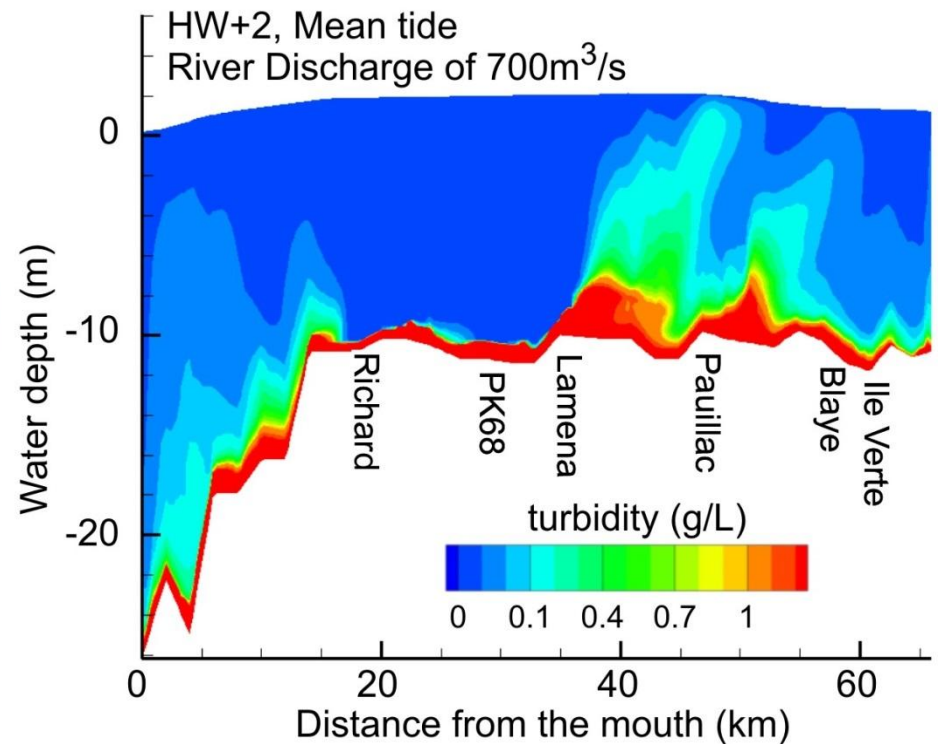 HW+2, Mean tide
River Discharge of 700m³/s
Water depth (m)
0
-10
-20
Richard
PK68
Lamena
Pauillac
Blaye
Ile Verte
turbidity (g/L)
0 0.1 0.4 0.7 1
0 20 40 60
Distance from the mouth (km)